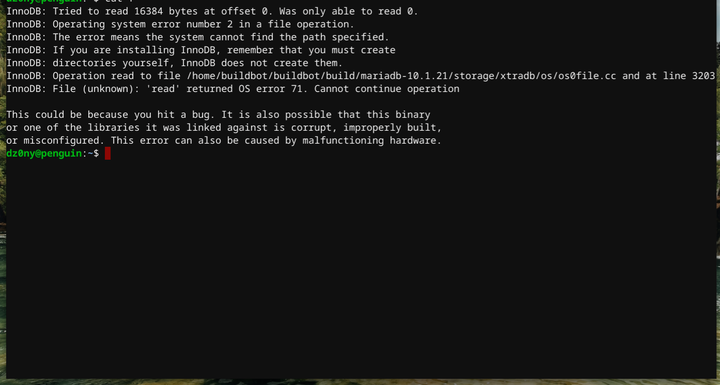 InnoDB: Tried to read 16384 bytes at offset 0. Was only able to read 0.
InnoDB: Operating system error number 2 in a file operation.
InnoDB: The error means the system cannot find the path specified.
InnoDB: If you are installing InnoDB, remember that you must create
InnoDB: directories yourself, InnoDB does not create them.
InnoDB: Operation read to file /home/buildbot/buildbot/build/mariadb-10.1.21/storage/xtradb/os/os0file.cc and at line 3203
InnoDB: File (unknown): 'read' returned OS error 71. Cannot continue operation
This could be because you hit a bug. It is also possible that this binary
or one of the libraries it was linked against is corrupt, improperly built,
or misconfigured. This error can also be caused by malfunctioning hardware.
dz0ny@penguin:~$